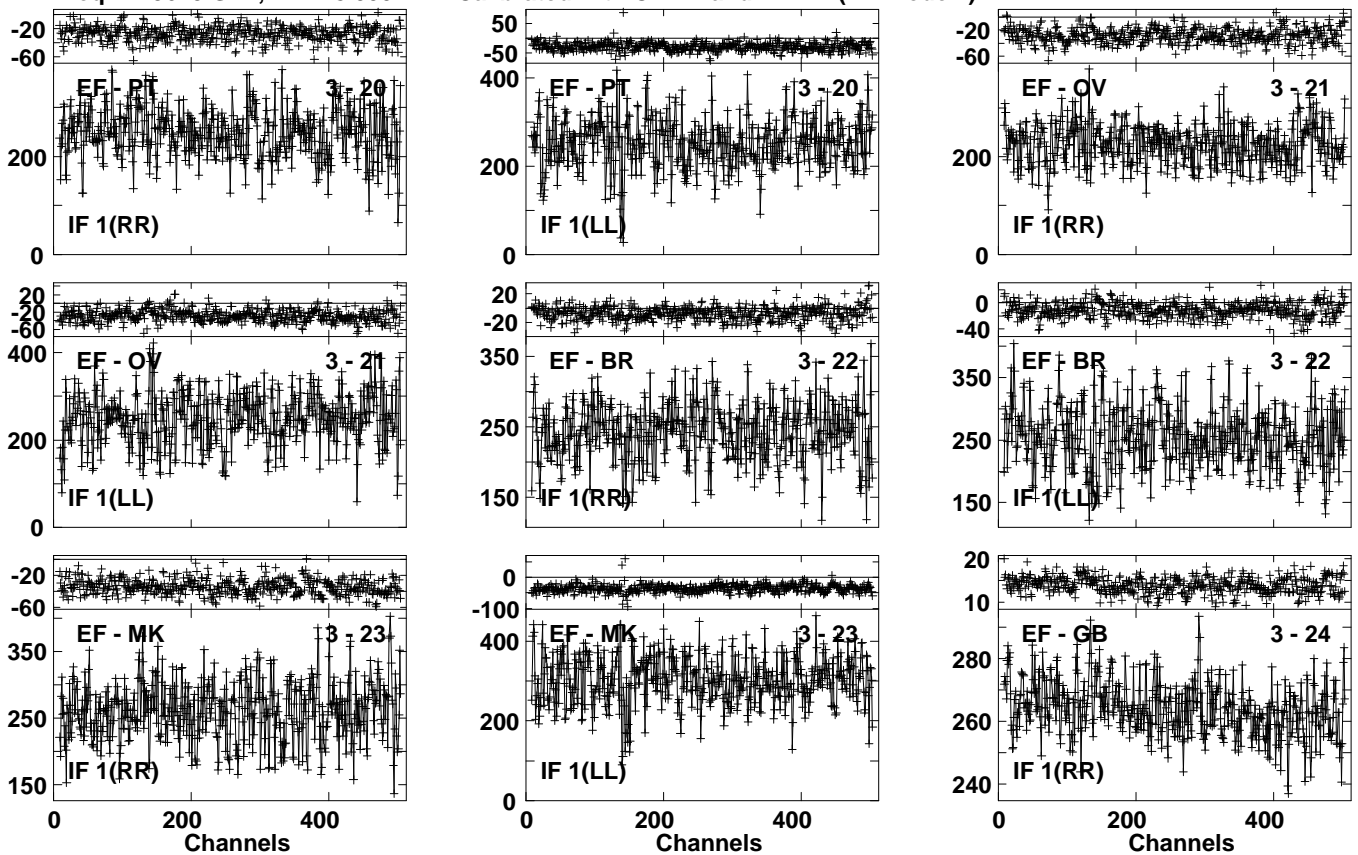 -20
-60
EF - PT 3 - 20
200
IF 1(RR)
0
50
-50
400
EF - PT 3 - 20
200
IF 1(LL)
0
-20
-60
EF - OV 3 - 21
200
IF 1(RR)
0
20
-20
-60
400
EF - OV 3 - 21
200
IF 1(LL)
0
20
-20
350
EF - BR 3 - 22
250
150
IF 1(RR)
0
-40
350
EF - BR 3 - 22
250
150
IF 1(LL)
-20
-60
EF - MK 3 - 23
350
250
150
IF 1(RR)
0 200 400
Channels
0
-100
EF - MK 3 - 23
400
200
IF 1(LL)
0
0 200 400
Channels
20
10
EF - GB 3 - 24
280
260
IF 1(RR)
240
0 200 400
Channels